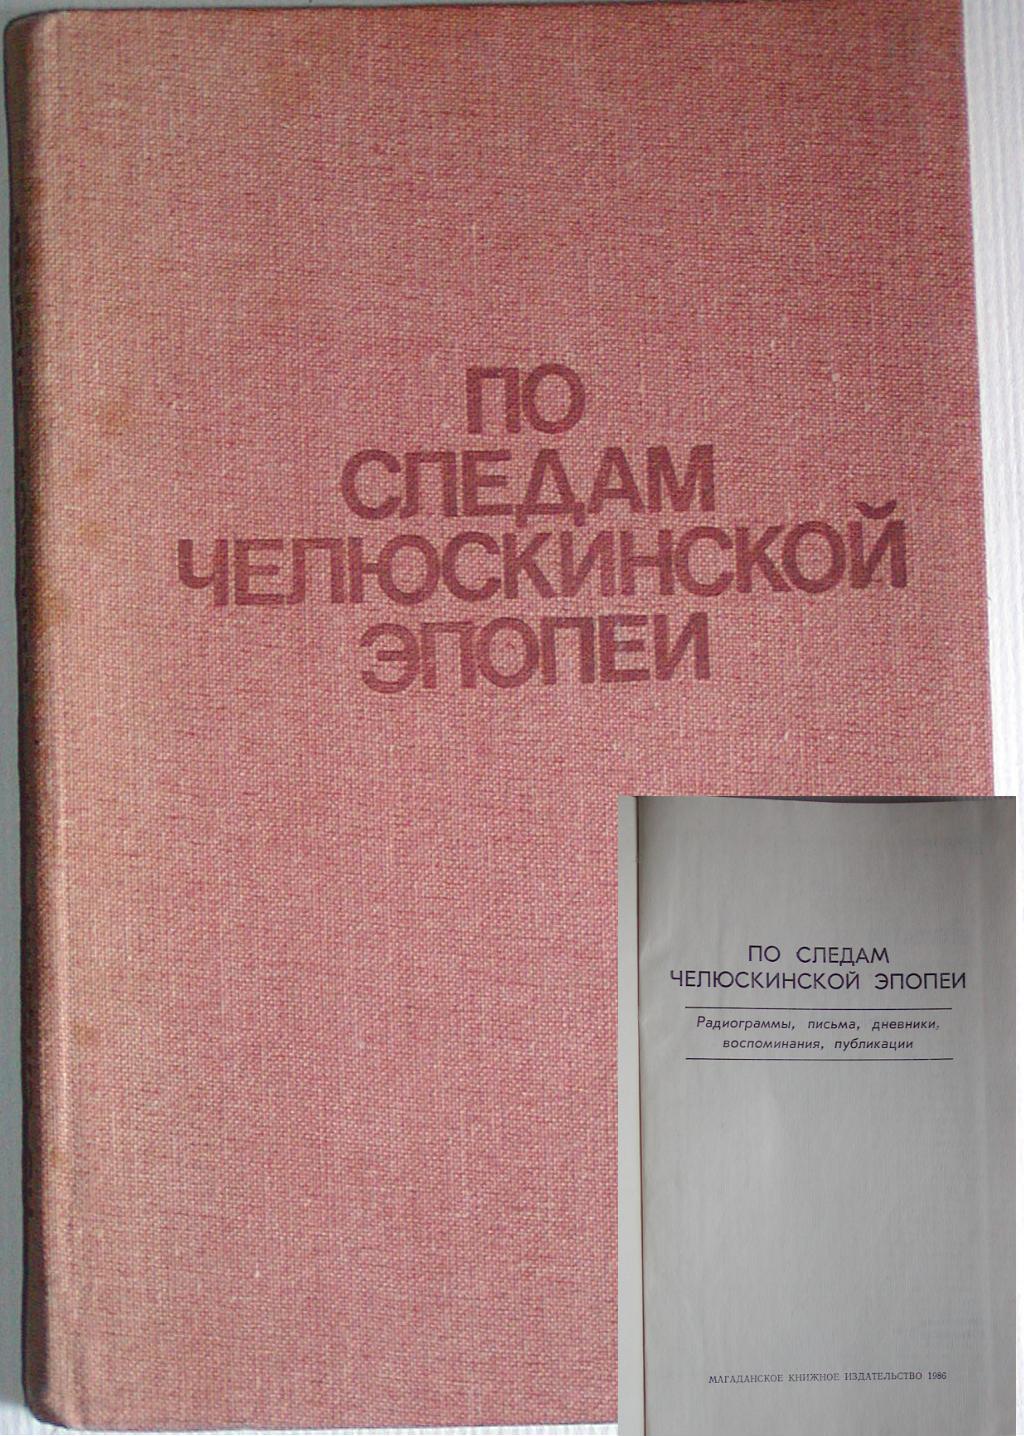 ПО
СЛЕДАМ
ЧЕЛЮСКИНСКОЙ
ЭПОПЕИ
ПО СЛЕДАМ
ЧЕЛЮСКИНСКОЙ ЭПОПЕИ
Радиограммы, письма, дневники,
воспоминания, публикации
МАГАДАНСКОЕ КНИЖНОЕ ИЗДАТЕЛЬСТВО 1986